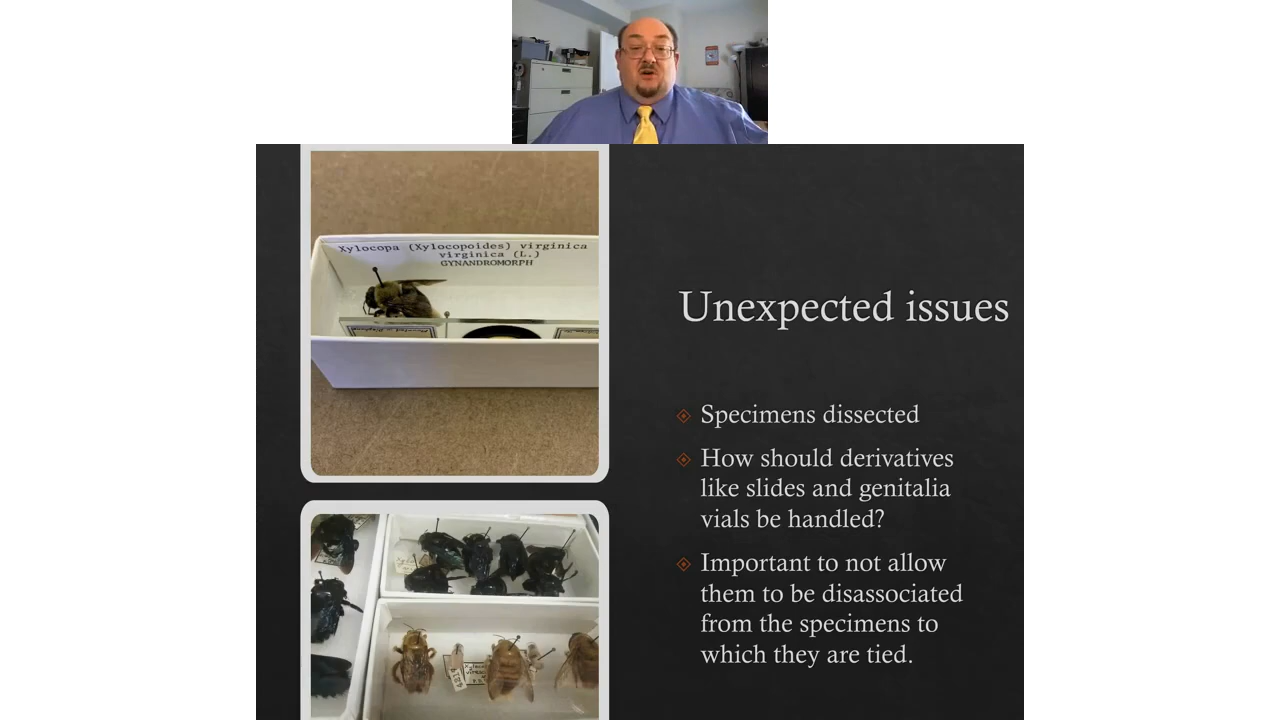 Xylocopa (Xylocopoides) virginica
virginica (L.)
GYNANDROMORPH
Unexpected issues
Specimens dissected
How should derivatives
like slides and genitalia
vials be handled?
Important to not allow
them to be disassociated
from the specimens to
which they are tied.